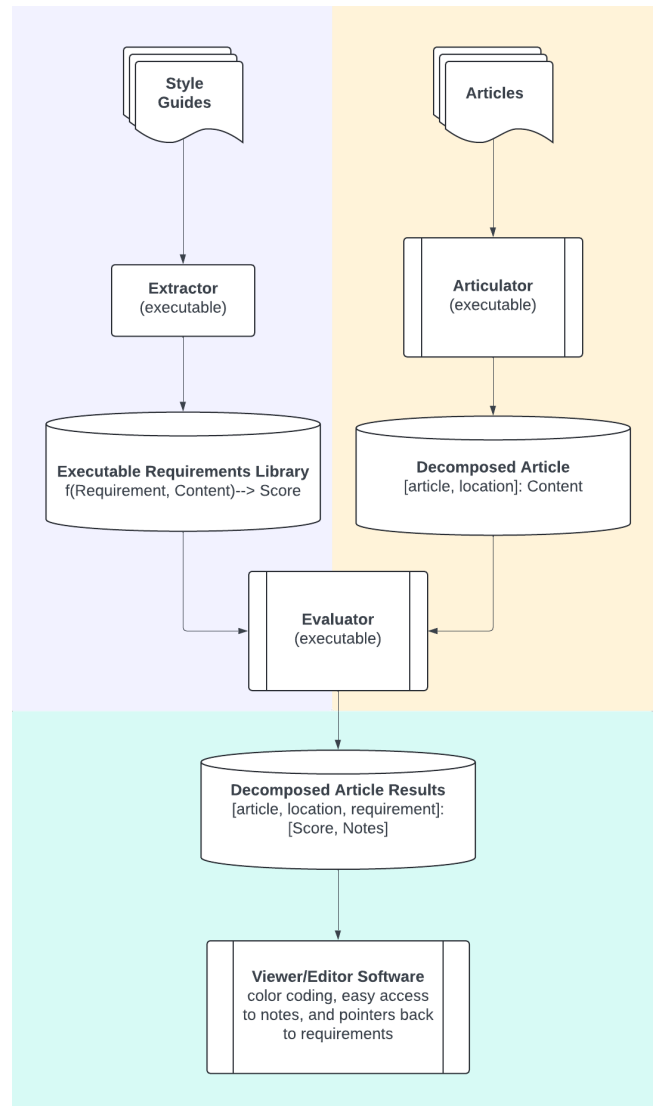 Style
Guides
Articles
Extractor
(executable)
Articulator
(executable)
Executable Requirements Library
f(Requirement, Content)--> Score
Decomposed Article
[article, location]: Content
Evaluator
(executable)
Decomposed Article Results
[article, location, requirement]:
[Score, Notes]
Viewer/Editor Software
color coding, easy access
to notes, and pointers back
to requirements